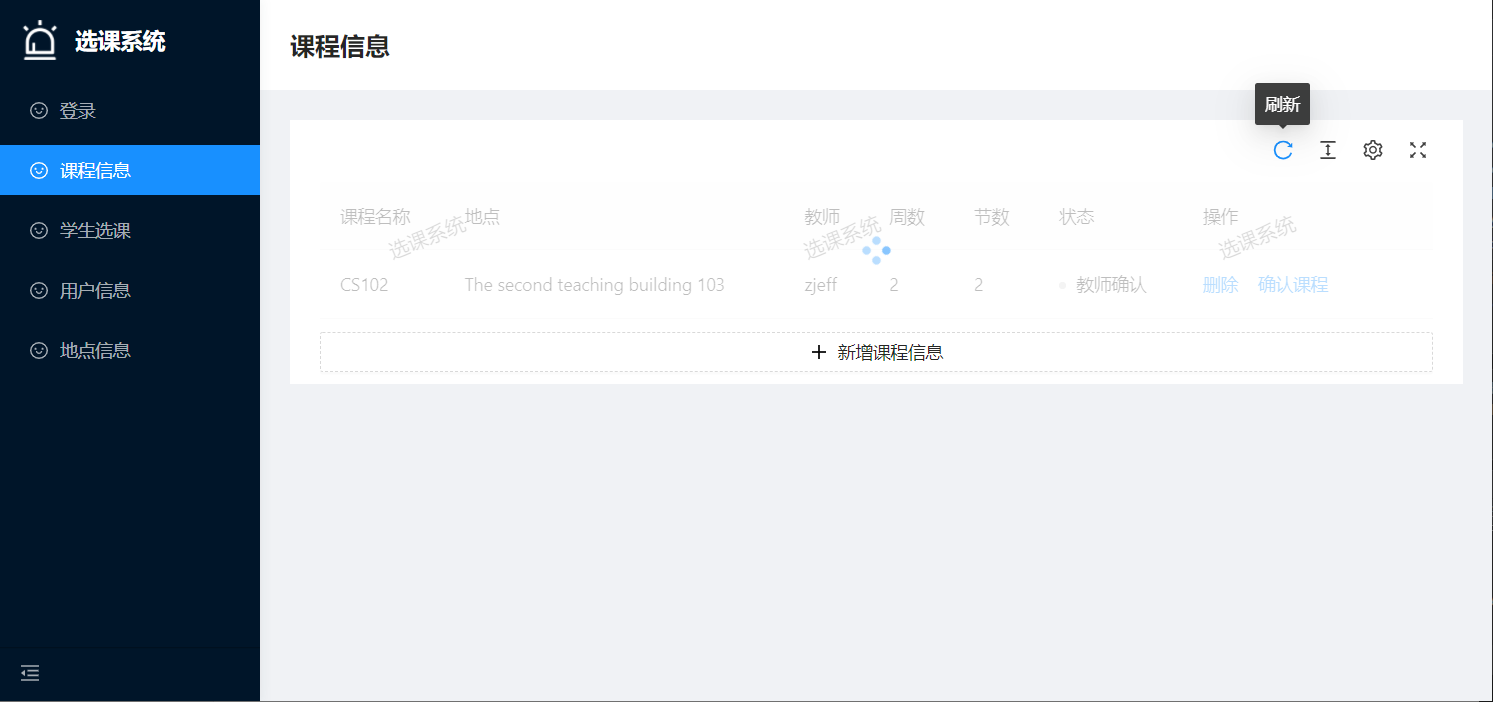 选课系统
登录
课程信息
学生选课
用户信息
地点信息
课程信息
刷新
课程名称 地点 教师 周数 节数 状态 操作
选课系统 选课系统 选课系统
CS102 The second teaching building 103 zjeff 2 2 教师确认 删除 确认课程
新增课程信息